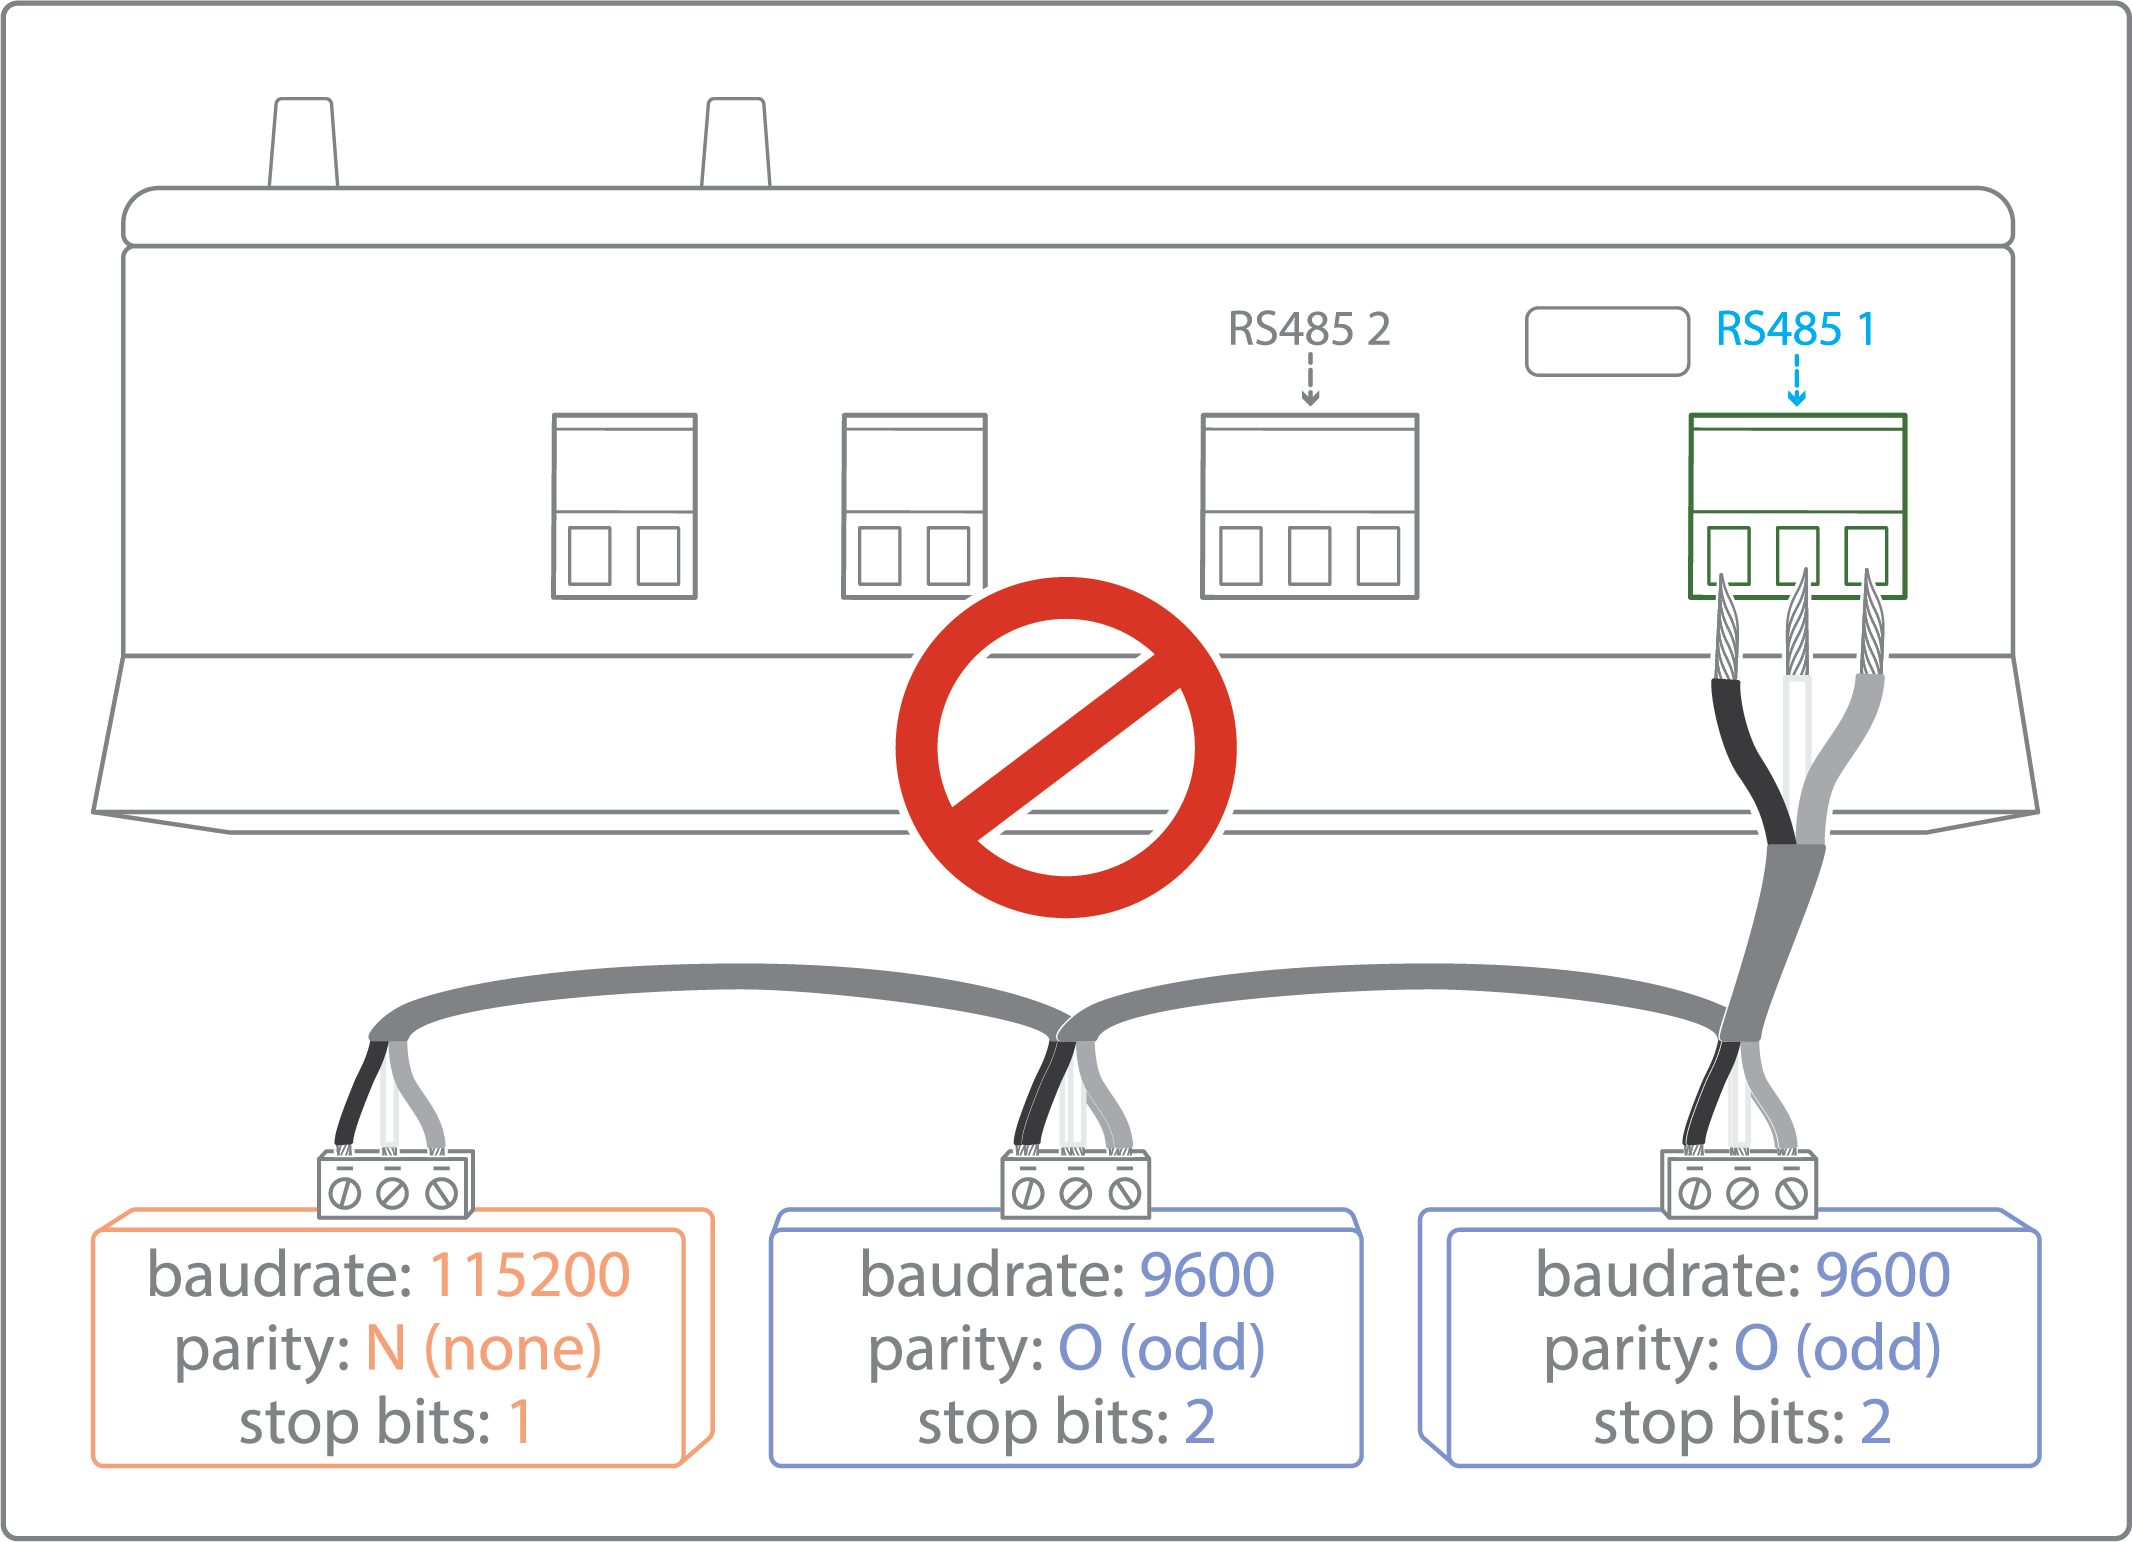 RS485 2
RS485 1
baudrate: 115200
parity: N (none)
stop bits: 1
baudrate: 9600
parity: O (odd)
stop bits: 2
baudrate: 9600
parity: O (odd)
stop bits: 2